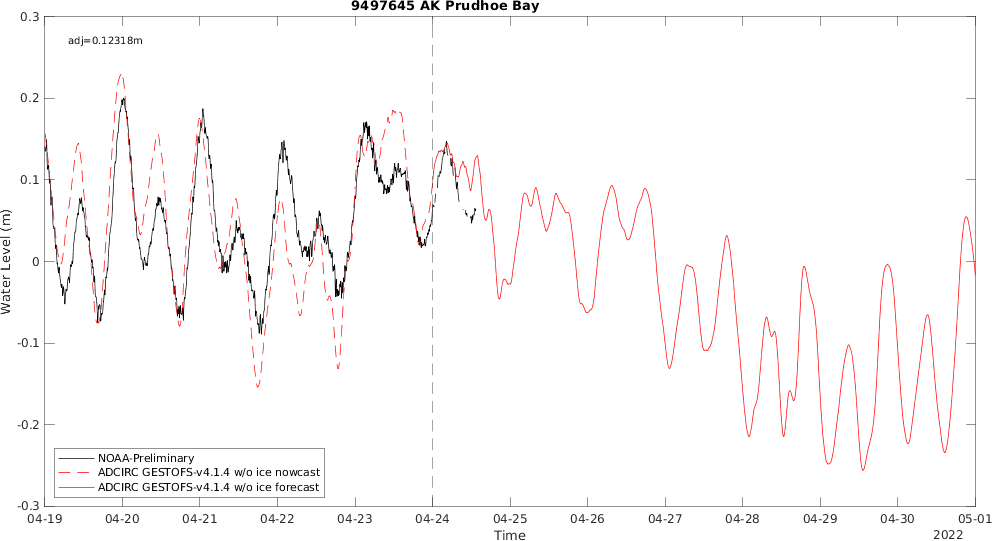 9497645 AK Prudhoe Bay
adj=0.12318m
Water Level (m)
0.3
0.2
0.1
0
-0.1
-0.2
-0.3
NOAA-Preliminary
ADCIRC GESTOFS-v4.1.4 w/o ice nowcast
ADCIRC GESTOFS-v4.1.4 w/o ice forecast
04-19 04-20 04-21 04-22 04-23 04-24 04-25 04-26 04-27 04-28 04-29 04-30 05-01
Time
2022